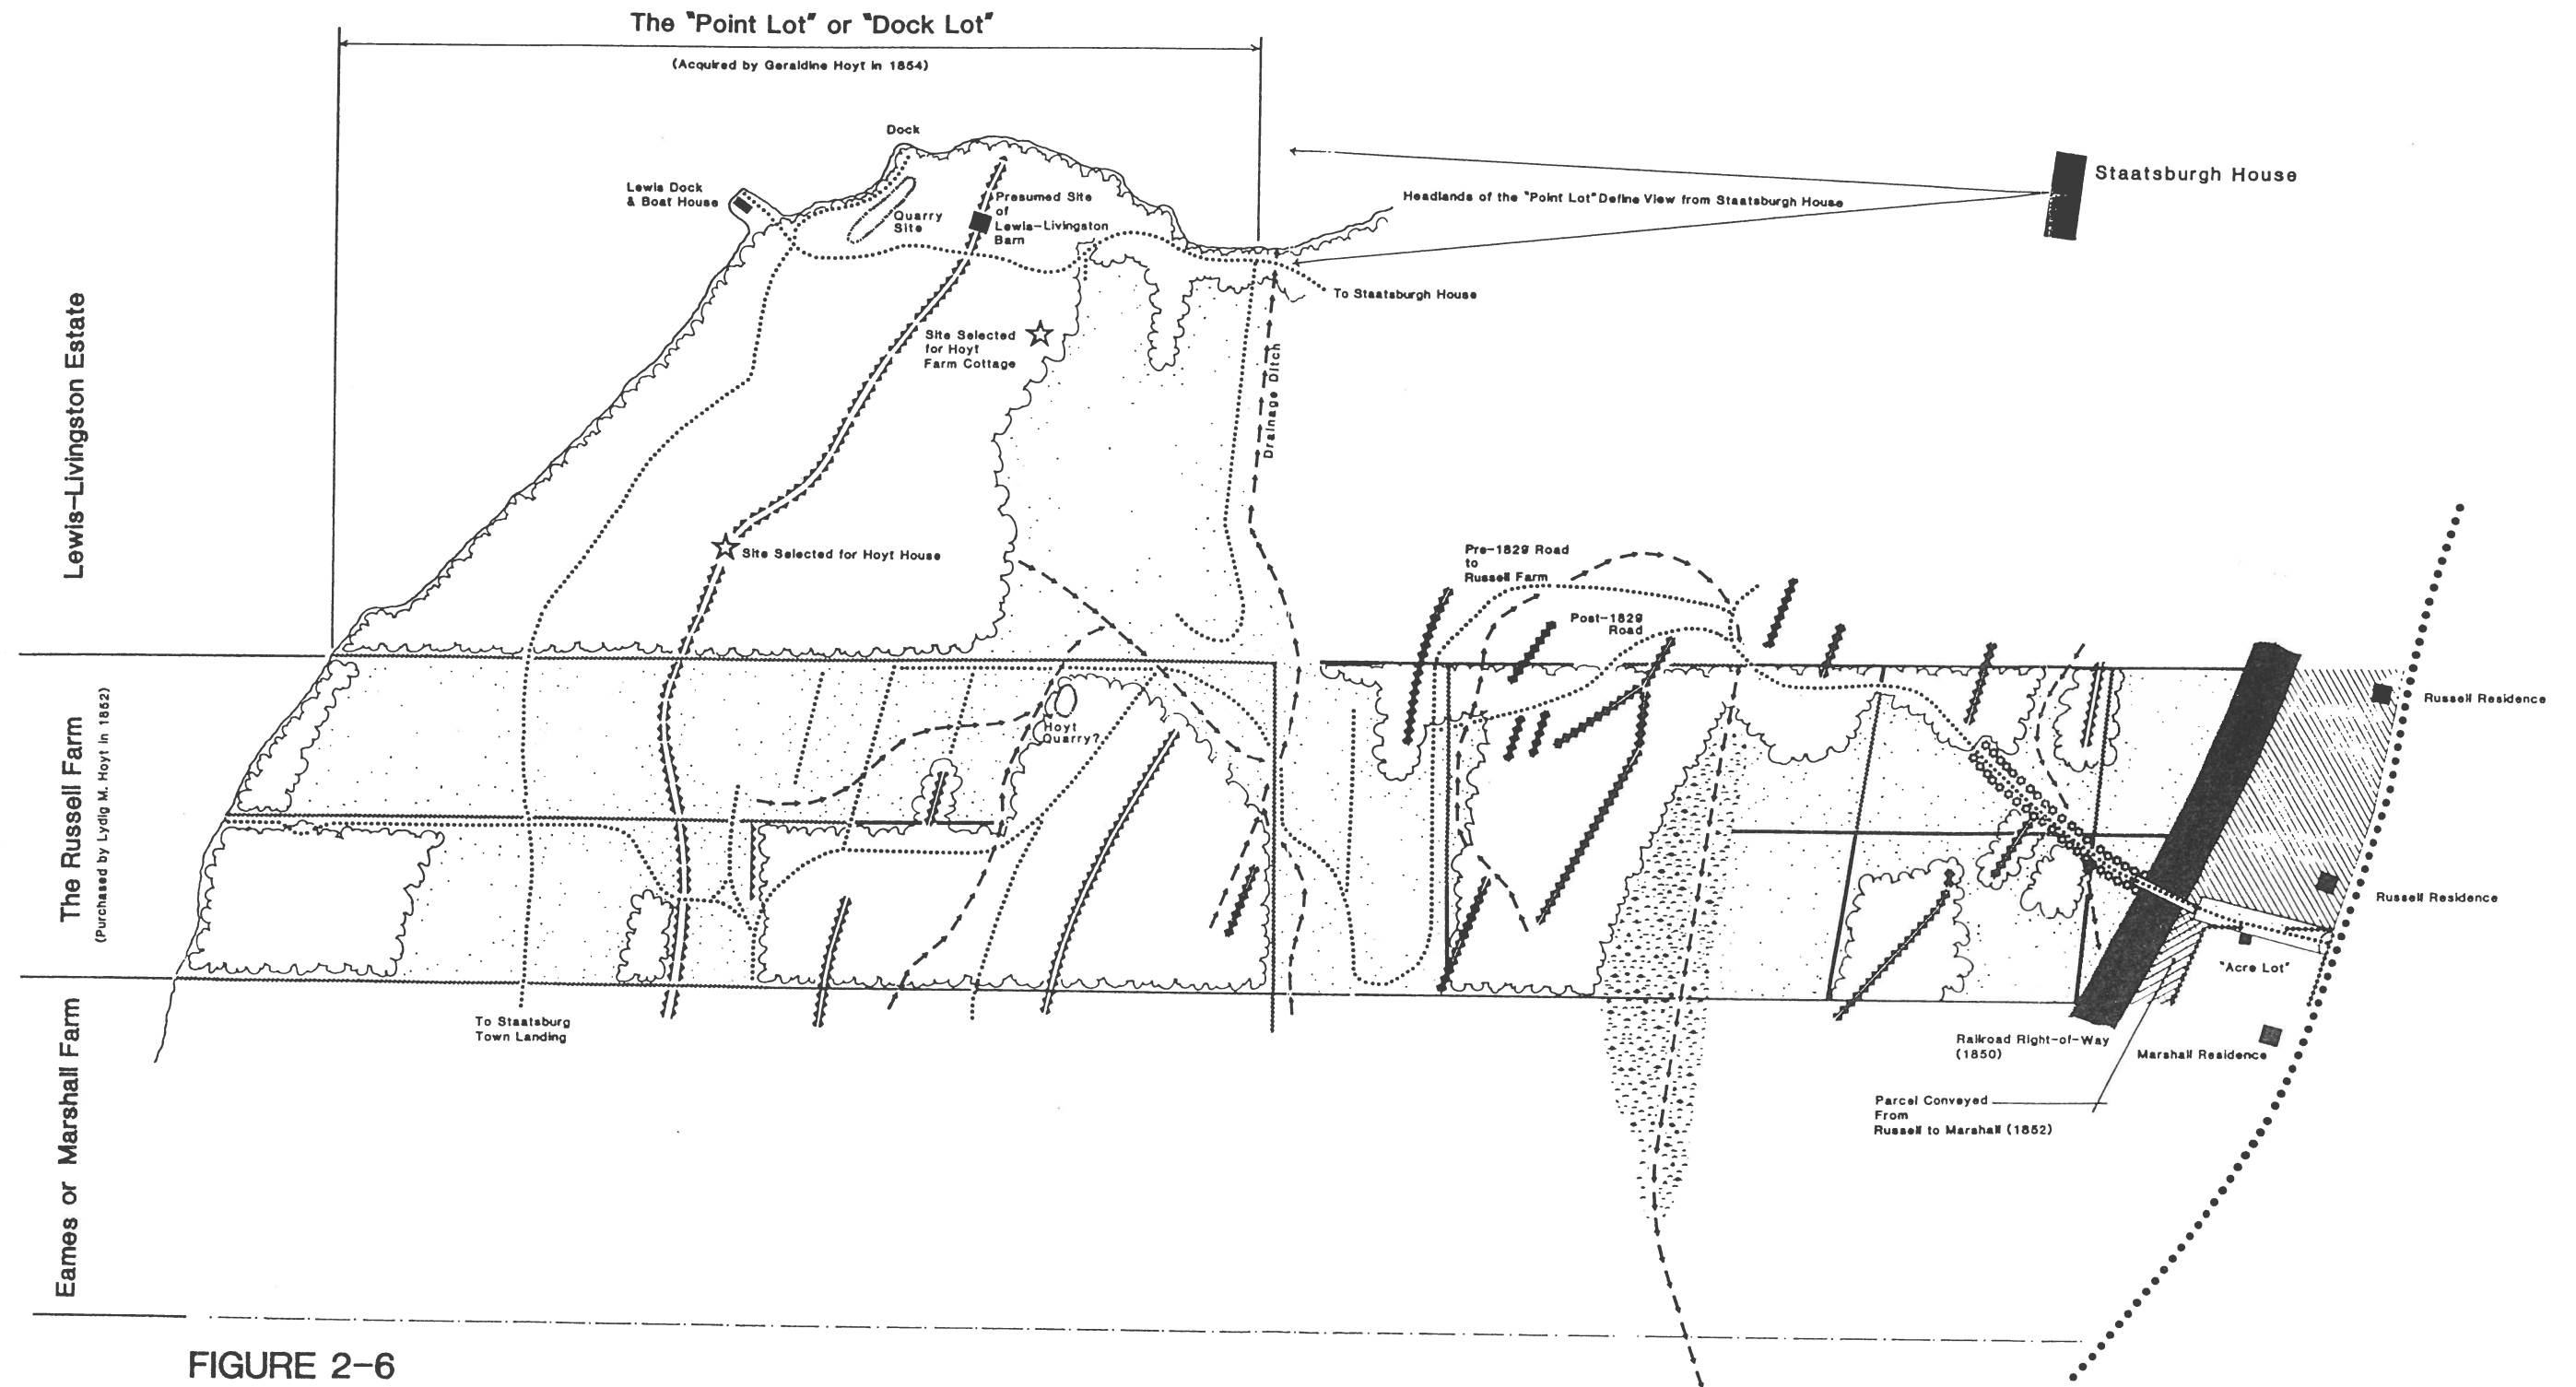 The "Point Lot" or "Dock Lot"
(Acquired by Geraldine Hoyt in 1854)
Dock
Lewis Dock
& Boat House
Quarry
Site
Presumed Site
of
Lewis-Livingston
Barn
Headlands of the "Point Lot" Define View from Staatsburgh House
Staatsburgh House
To Staatsburgh House
Site Selected
for Hoyt
Farm Cottage
Drainage Ditch
Lewis-Livingston Estate
Site Selected for Hoyt House
Pre-1829 Road
to
Russell Farm
Post-1829
Road
The Russell Farm
(Purchased by Lydig M. Hoyt in 1852)
Hoyt
Quarry?
Russell Residence
Russell Residence
"Acre Lot"
To Staatsburg
Town Landing
Railroad Right-of-Way
(1850)
Marshall Residence
Parcel Conveyed
From
Russell to Marshall (1852)
Eames or Marshall Farm
FIGURE 2-6